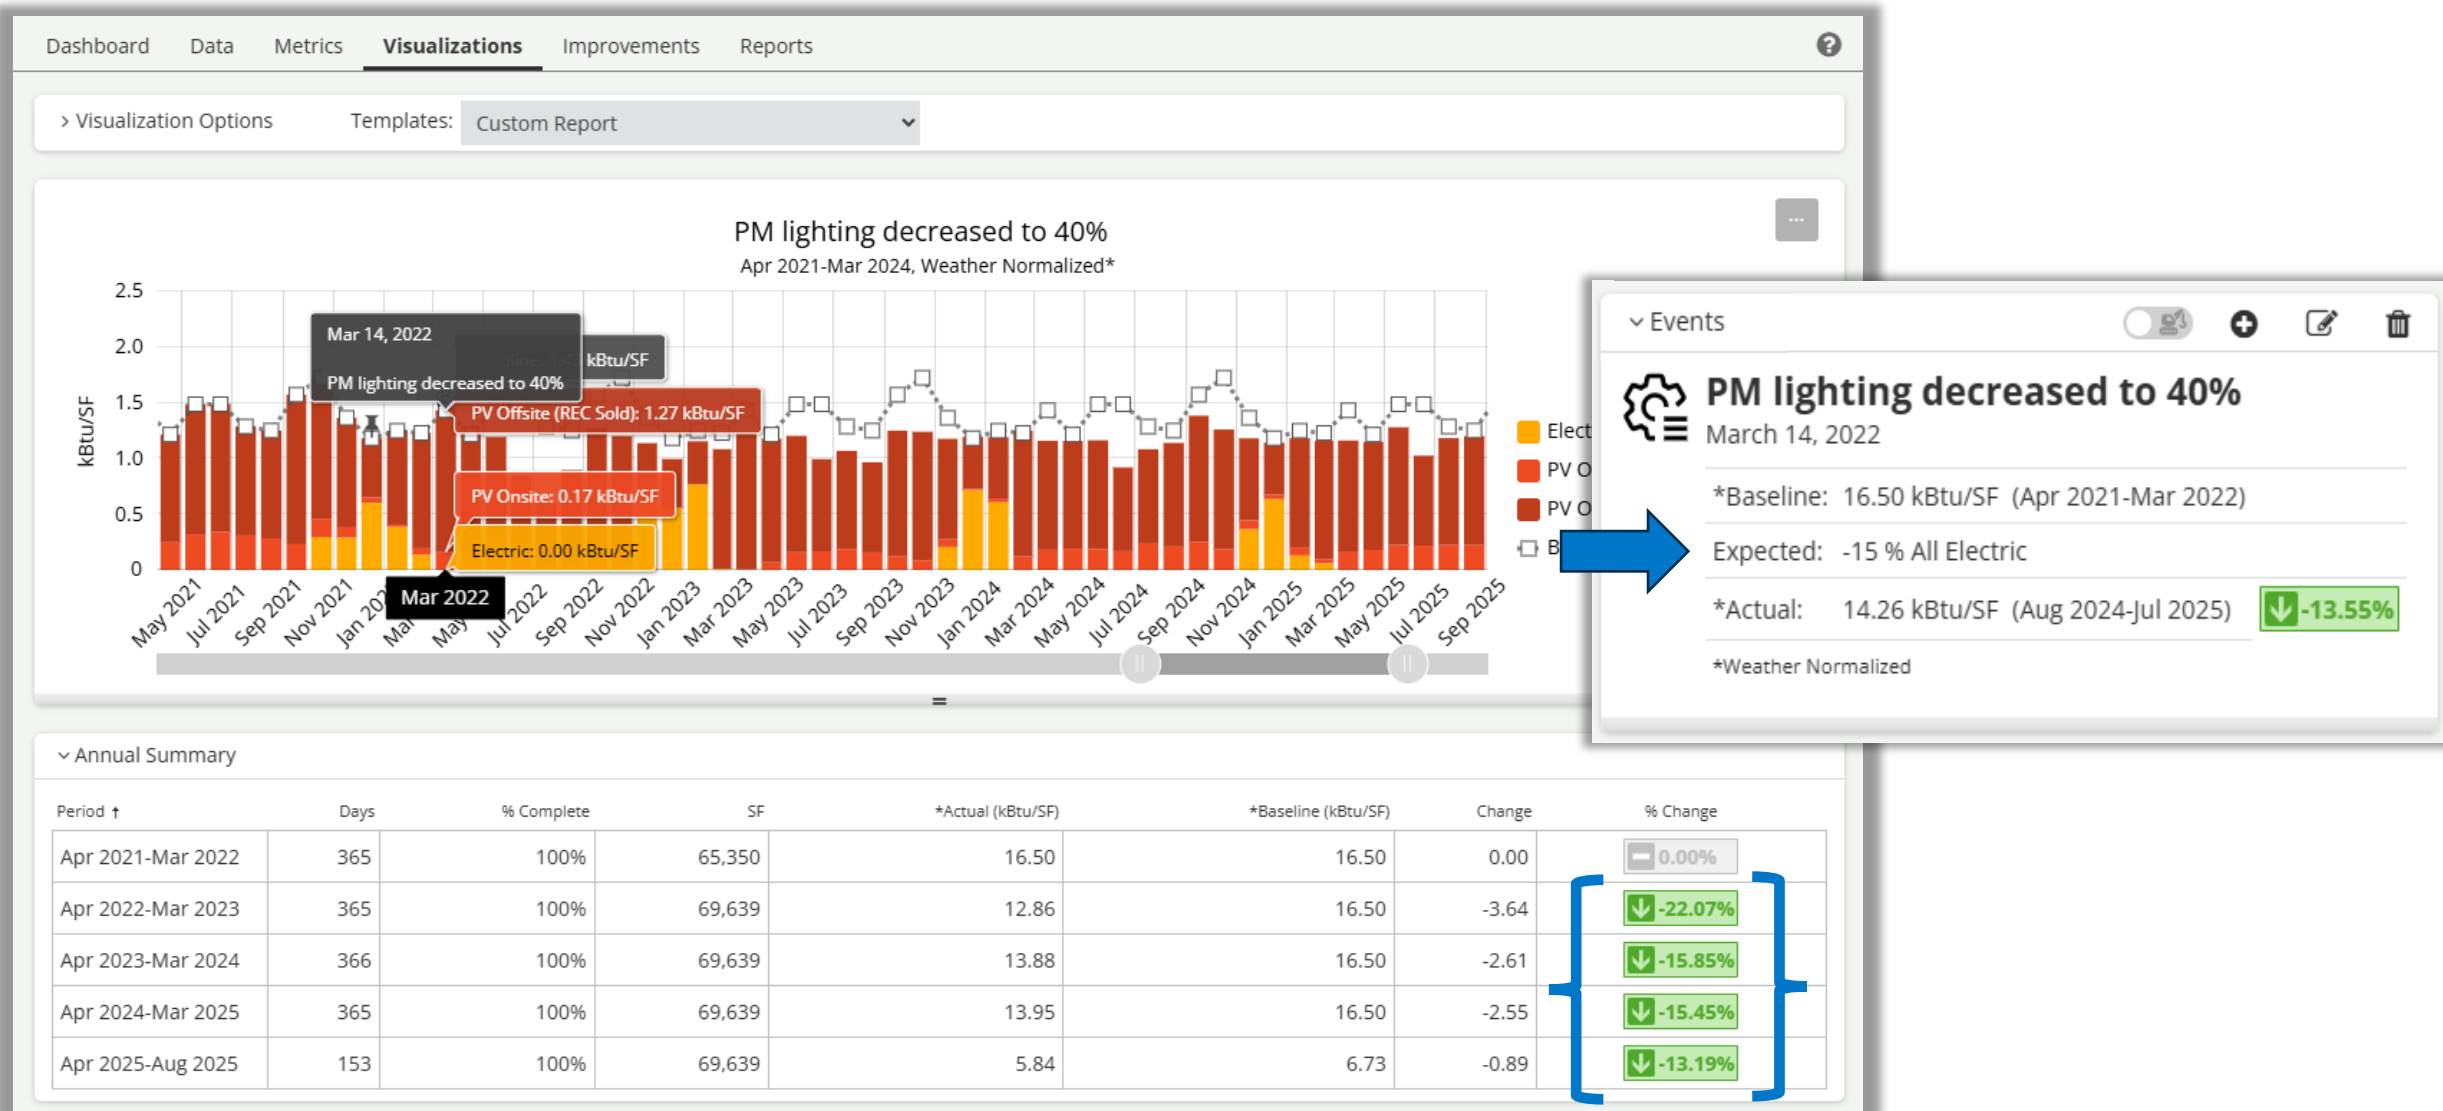 Dashboard Data Metrics Visualizations Improvements Reports
Visualization Options Templates: Custom Report
PM lighting decreased to 40%
Apr 2021-Mar 2024, Weather Normalized*
kBtu/SF
2.5
2.0
1.5
1.0
0.5
0
Mar 14, 2022
PM lighting decreased to 40%
line: 1.43 kBtu/SF
PV Offsite (REC Sold): 1.27 kBtu/SF
PV Onsite: 0.17 kBtu/SF
Electric: 0.00 kBtu/SF
Mar 2022
May 2021 Jul 2021 Sep 2021 Nov 2021 Jan 202 Mar May Jul 2022 Sep 2022 Nov 2022 Jan 2023 Mar 2023 May 2023 Jul 2023 Sep 2023 Nov 2023 Jan 2024 Mar 2024 May 2024 Jul 2024 Sep 2024 Nov 2024 Jan 2025 Mar 2025 May 2025 Jul 2025 Sep 2025
Elect
PV O
PV O
B
Events
PM lighting decreased to 40%
March 14, 2022
*Baseline: 16.50 kBtu/SF (Apr 2021-Mar 2022)
Expected: -15 % All Electric
*Actual: 14.26 kBtu/SF (Aug 2024-Jul 2025) -13.55%
*Weather Normalized
Annual Summary
Period Days % Complete SF *Actual (kBtu/SF) *Baseline (kBtu/SF) Change % Change
Apr 2021-Mar 2022 365 100% 65,350 16.50 16.50 0.00 0.00%
Apr 2022-Mar 2023 365 100% 69,639 12.86 16.50 -3.64 -22.07%
Apr 2023-Mar 2024 366 100% 69,639 13.88 16.50 -2.61 -15.85%
Apr 2024-Mar 2025 365 100% 69,639 13.95 16.50 -2.55 -15.45%
Apr 2025-Aug 2025 153 100% 69,639 5.84 6.73 -0.89 -13.19%